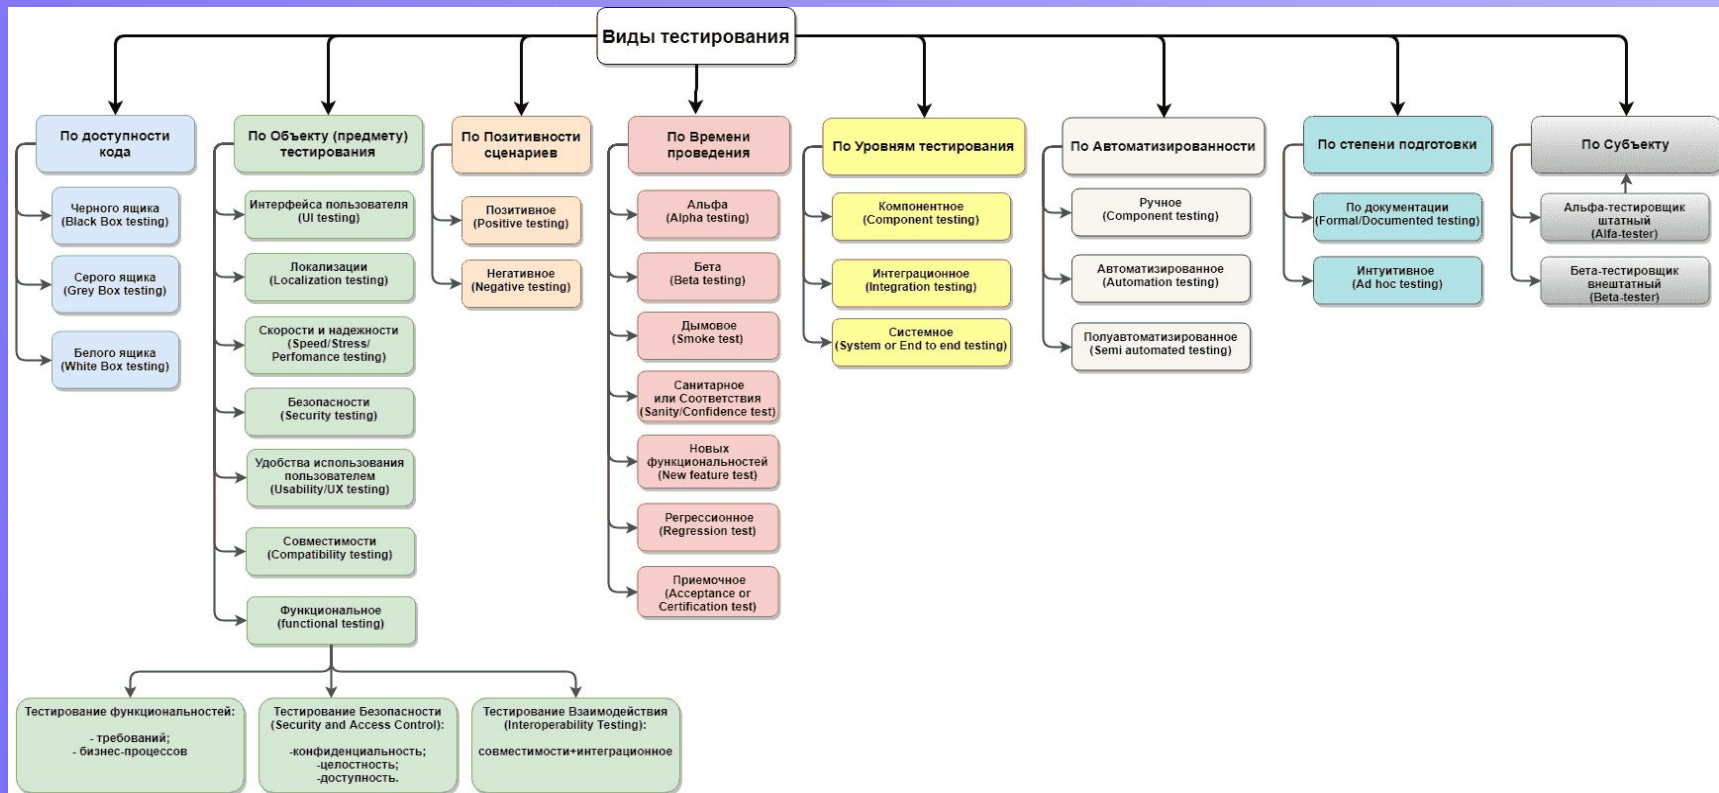 Виды тестирования
По доступности
кода
Черного ящика
(Black Box testing)
Серого ящика
(Grey Box testing)
Белого ящика
(White Box testing)
По Объекту (предмету)
тестирования
Интерфейса пользователя
(UI testing)
Локализации
(Localization testing)
Скорости и надежности
(Speed/Stress/
Perfomance testing)
Безопасности
(Security testing)
Удобства использования
пользователем
(Usability/UX testing)
Совместимости
(Compatibility testing)
Функциональное
(functional testing)
Тестирование функциональностей:
- требований;
- бизнес-процессов
Тестирование Безопасности
(Security and Access Control):
-конфиденциальность;
-целостность;
-доступность.
Тестирование Взаимодействия
(Interoperability Testing):
совместимости+интеграционное
По Позитивности
сценариев
Позитивное
(Positive testing)
Негативное
(Negative testing)
По Времени
проведения
Альфа
(Alpha testing)
Бета
(Beta testing)
Дымовое
(Smoke test)
Санитарное
или Соответствия
(Sanity/Confidence test)
Новых
функциональностей
(New feature test)
Регрессионное
(Regression test)
Приемочное
(Acceptance or
Certification test)
По Уровням тестирования
Компонентное
(Component testing)
Интеграционное
(Integration testing)
Системное
(System or End to end testing)
По Автоматизированности
Ручное
(Component testing)
Автоматизированное
(Automation testing)
Полуавтоматизированное
(Semi automated testing)
По степени подготовки
По документации
(Formal/Documented testing)
Интуитивное
(Ad hoc testing)
По Субъекту
Альфа-тестировщик
штатный
(Alfa-tester)
Бета-тестировщик
внештатный
(Beta-tester)